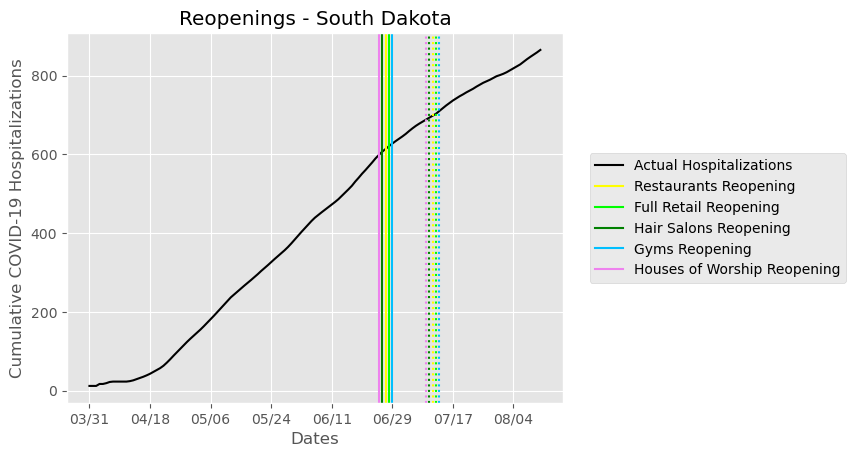 Reopenings - South Dakota
Cumulative COVID-19 Hospitalizations
800
600
400
200
0
03/31 04/18 05/06 05/24 06/11 06/29 07/17 08/04
Dates
Actual Hospitalizations
Restaurants Reopening
Full Retail Reopening
Hair Salons Reopening
Gyms Reopening
Houses of Worship Reopening